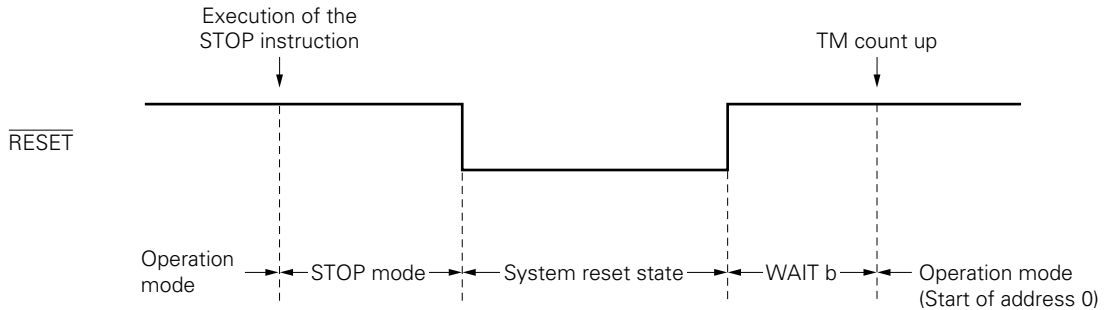 Execution of the
STOP instruction
TM count up
RESET
Operation
mode
STOP mode
System reset state
WAIT b
Operation mode
(Start of address 0)